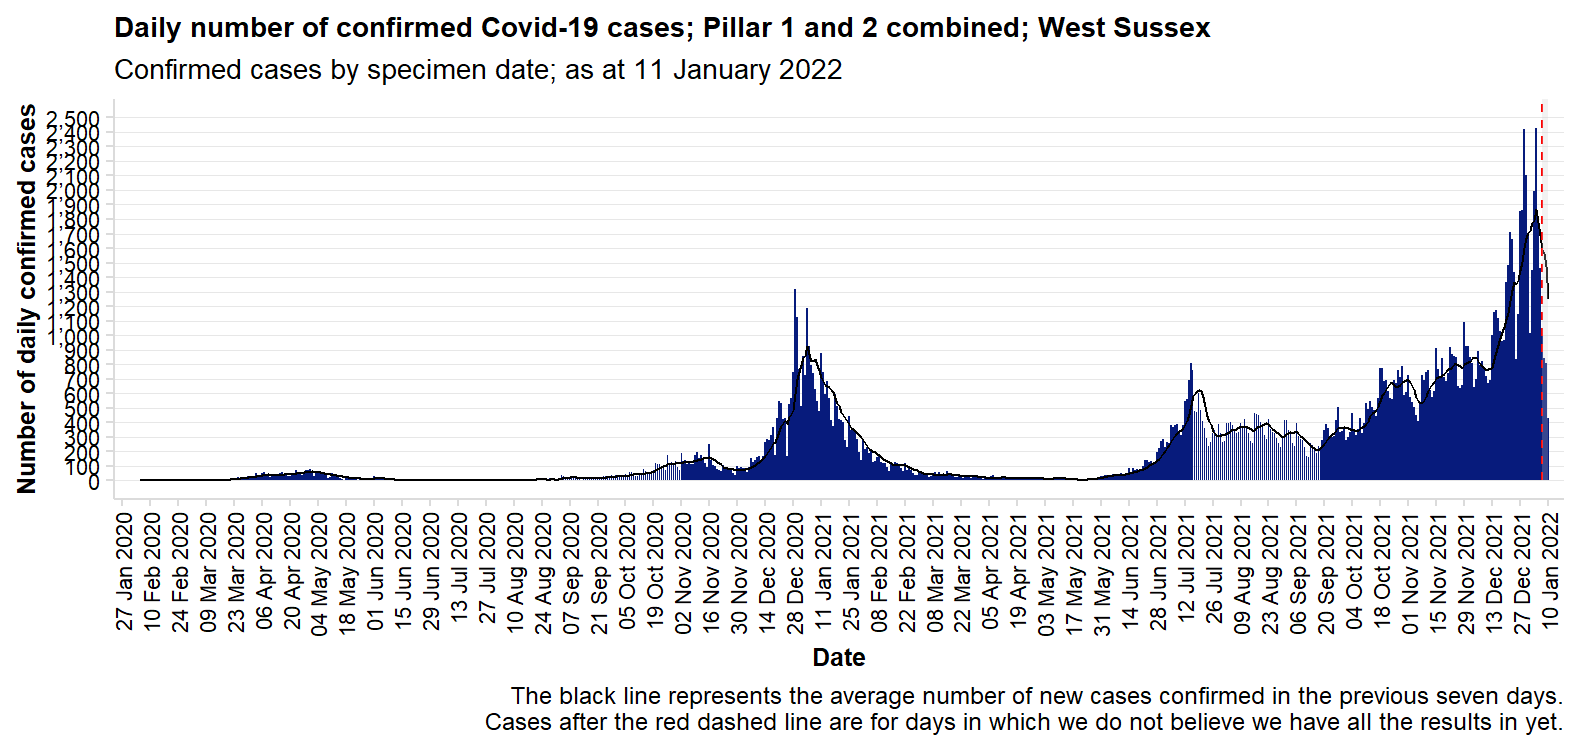 Daily number of confirmed Covid-19 cases; Pillar 1 and 2 combined; West Sussex
Confirmed cases by specimen date; as at 11 January 2022
Number of daily confirmed cases
2,500
2,400
2,300
2,200
2,100
2,000
1,900
1,800
1,700
1,600
1,500
1,400
1,300
1,200
1,100
1,000
900
800
700
600
500
400
300
200
100
0
27 Jan 2020
10 Feb 2020
24 Feb 2020
09 Mar 2020
23 Mar 2020
06 Apr 2020
20 Apr 2020
04 May 2020
18 May 2020
01 Jun 2020
15 Jun 2020
29 Jun 2020
13 Jul 2020
27 Jul 2020
10 Aug 2020
24 Aug 2020
07 Sep 2020
21 Sep 2020
05 Oct 2020
19 Oct 2020
02 Nov 2020
16 Nov 2020
30 Nov 2020
14 Dec 2020
28 Dec 2020
11 Jan 2021
25 Jan 2021
08 Feb 2021
22 Feb 2021
08 Mar 2021
22 Mar 2021
05 Apr 2021
19 Apr 2021
03 May 2021
17 May 2021
31 May 2021
14 Jun 2021
28 Jun 2021
12 Jul 2021
26 Jul 2021
09 Aug 2021
23 Aug 2021
06 Sep 2021
20 Sep 2021
04 Oct 2021
18 Oct 2021
01 Nov 2021
15 Nov 2021
29 Nov 2021
13 Dec 2021
27 Dec 2021
10 Jan 2022
Date
The black line represents the average number of new cases confirmed in the previous seven days.
Cases after the red dashed line are for days in which we do not believe we have all the results in yet.